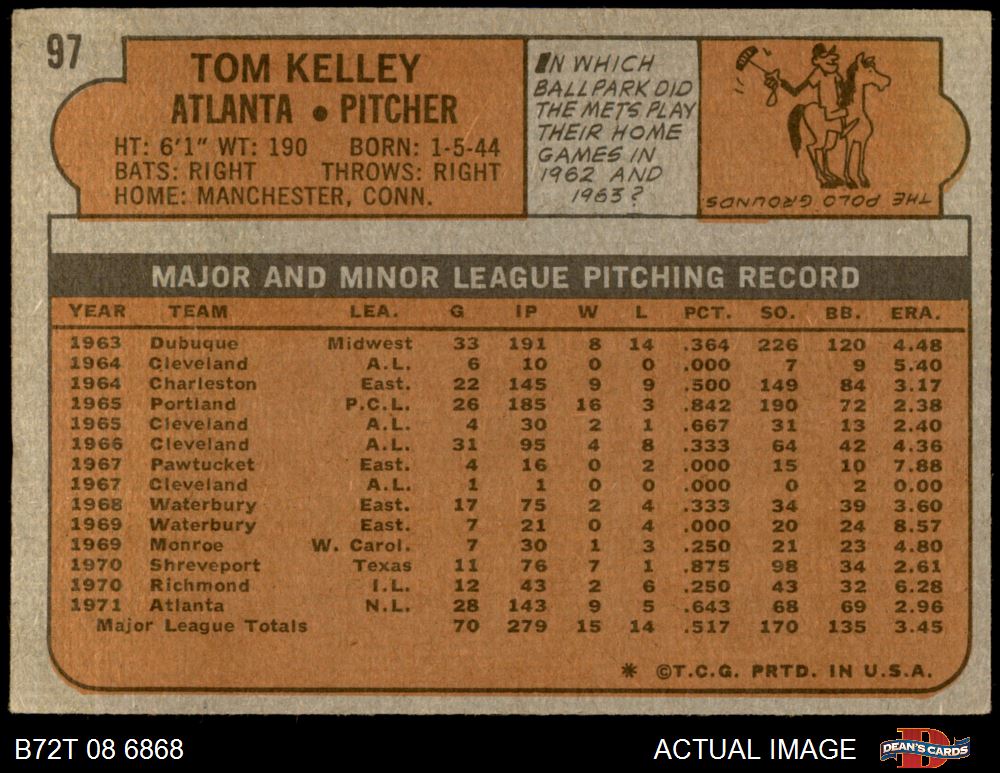 97
TOM KELLEY
ATLANTA • PITCHER
HT: 6'1" WT: 190 BORN: 1-5-44
BATS: RIGHT THROWS: RIGHT
HOME: MANCHESTER, CONN.
IN WHICH
BALLPARK DID
THE METS PLAY
THEIR HOME
GAMES IN
1962 AND
1963?
THE POLO GROUNDS
MAJOR AND MINOR LEAGUE PITCHING RECORD
YEAR TEAM LEA. G IP W L PCT. SO. BB. ERA.
1963 Dubuque Midwest 33 191 8 14 .364 226 120 4.48
1964 Cleveland A.L. 6 10 0 0 .000 7 9 5.40
1964 Charleston East. 22 145 9 9 .500 149 84 3.17
1965 Portland P.C.L. 26 185 16 3 .842 190 72 2.38
1965 Cleveland A.L. 4 30 2 1 .667 31 13 2.40
1966 Cleveland A.L. 31 95 4 8 .333 64 42 4.36
1967 Pawtucket East. 4 16 0 2 .000 15 10 7.88
1967 Cleveland A.L. 1 1 0 0 .000 0 2 0.00
1968 Waterbury East. 17 75 2 4 .333 34 39 3.60
1969 Waterbury East. 7 21 0 4 .000 20 24 8.57
1969 Monroe W. Carol. 7 30 1 3 .250 21 23 4.80
1970 Shreveport Texas 11 76 7 1 .875 98 34 2.61
1970 Richmond I.L. 12 43 2 6 .250 43 32 6.28
1971 Atlanta N.L. 28 143 9 5 .643 68 69 2.96
Major League Totals 70 279 15 14 .517 170 135 3.45
* ©T.C.G. PRTD. IN U.S.A.
B72T 08 6868 ACTUAL IMAGE DEAN'S CARDS